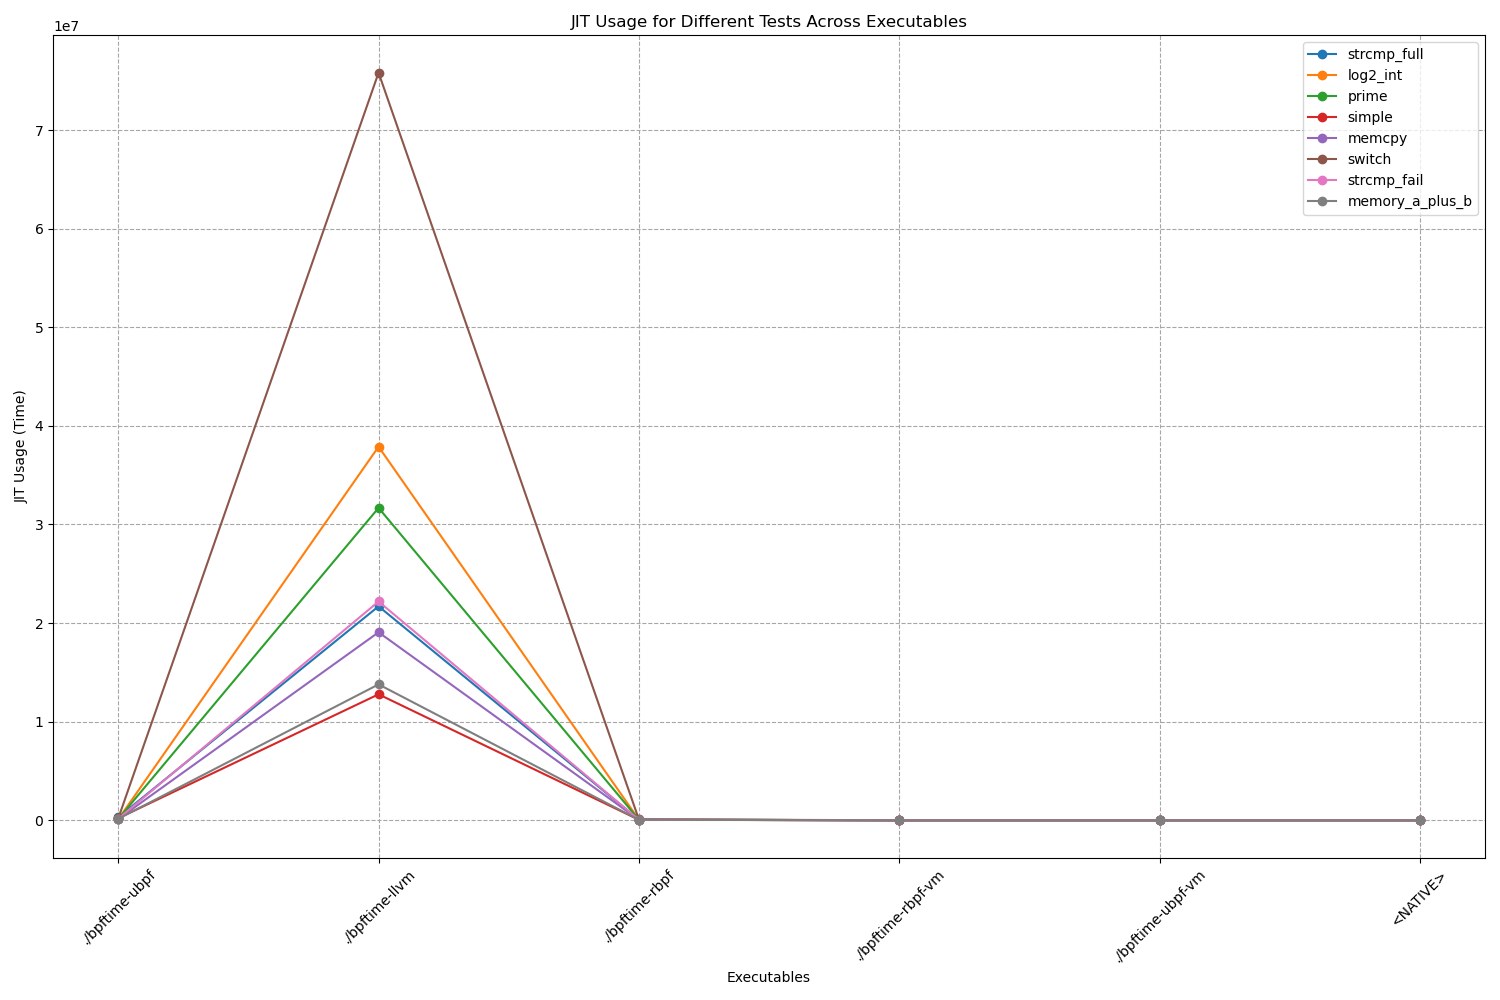 JIT Usage for Different Tests Across Executables
1e7
strcmp_full
log2_int
prime
simple
memcpy
switch
strcmp_fail
memory_a_plus_b
JIT Usage (Time)
7
6
5
4
3
2
1
0
./bpftime-ubpf
./bpftime-llvm
./bpftime-rbpf
./bpftime-rbpf-vm
./bpftime-ubpf-vm
<NATIVE>
Executables